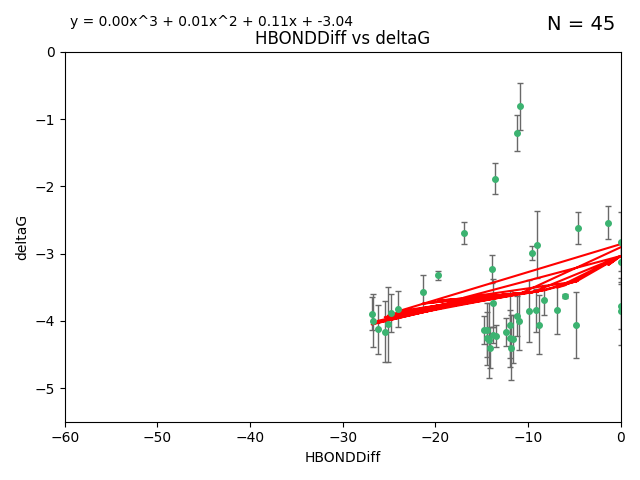 y = 0.00x^3 + 0.01x^2 + 0.11x + -3.04
N = 45
HBONDDiff vs deltaG
0
−1
−2
−3
−4
−5
deltaG
−60 −50 −40 −30 −20 −10 0
HBONDDiff